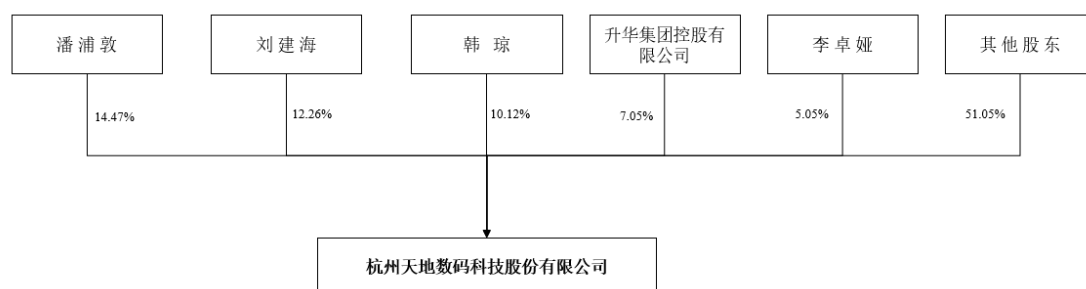 潘浦敦
刘建海
韩 琼
升华集团控股有
限公司
李卓娅
其他股东
14.47%
12.26%
10.12%
7.05%
5.05%
51.05%
杭州天地数码科技股份有限公司